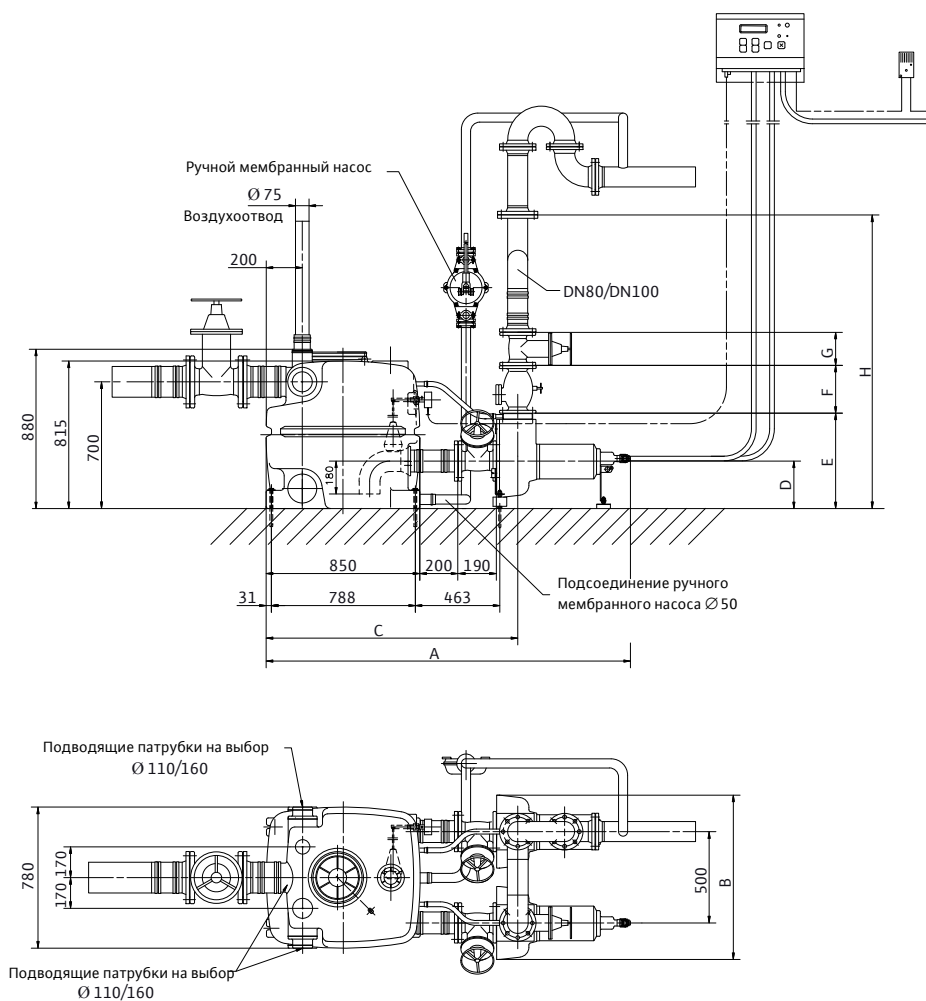 Ручной мембранный насос
Ø 75
Воздухоотвод
200
DN80/DN100
G
F
H
E
D
880
815
700
180
850
200
190
31
788
463
Подсоединение ручного
мембранного насоса Ø 50
C
A
Подводящие патрубки на выбор
Ø 110/160
780
170
170
500
B
Подводящие патрубки на выбор
Ø 110/160